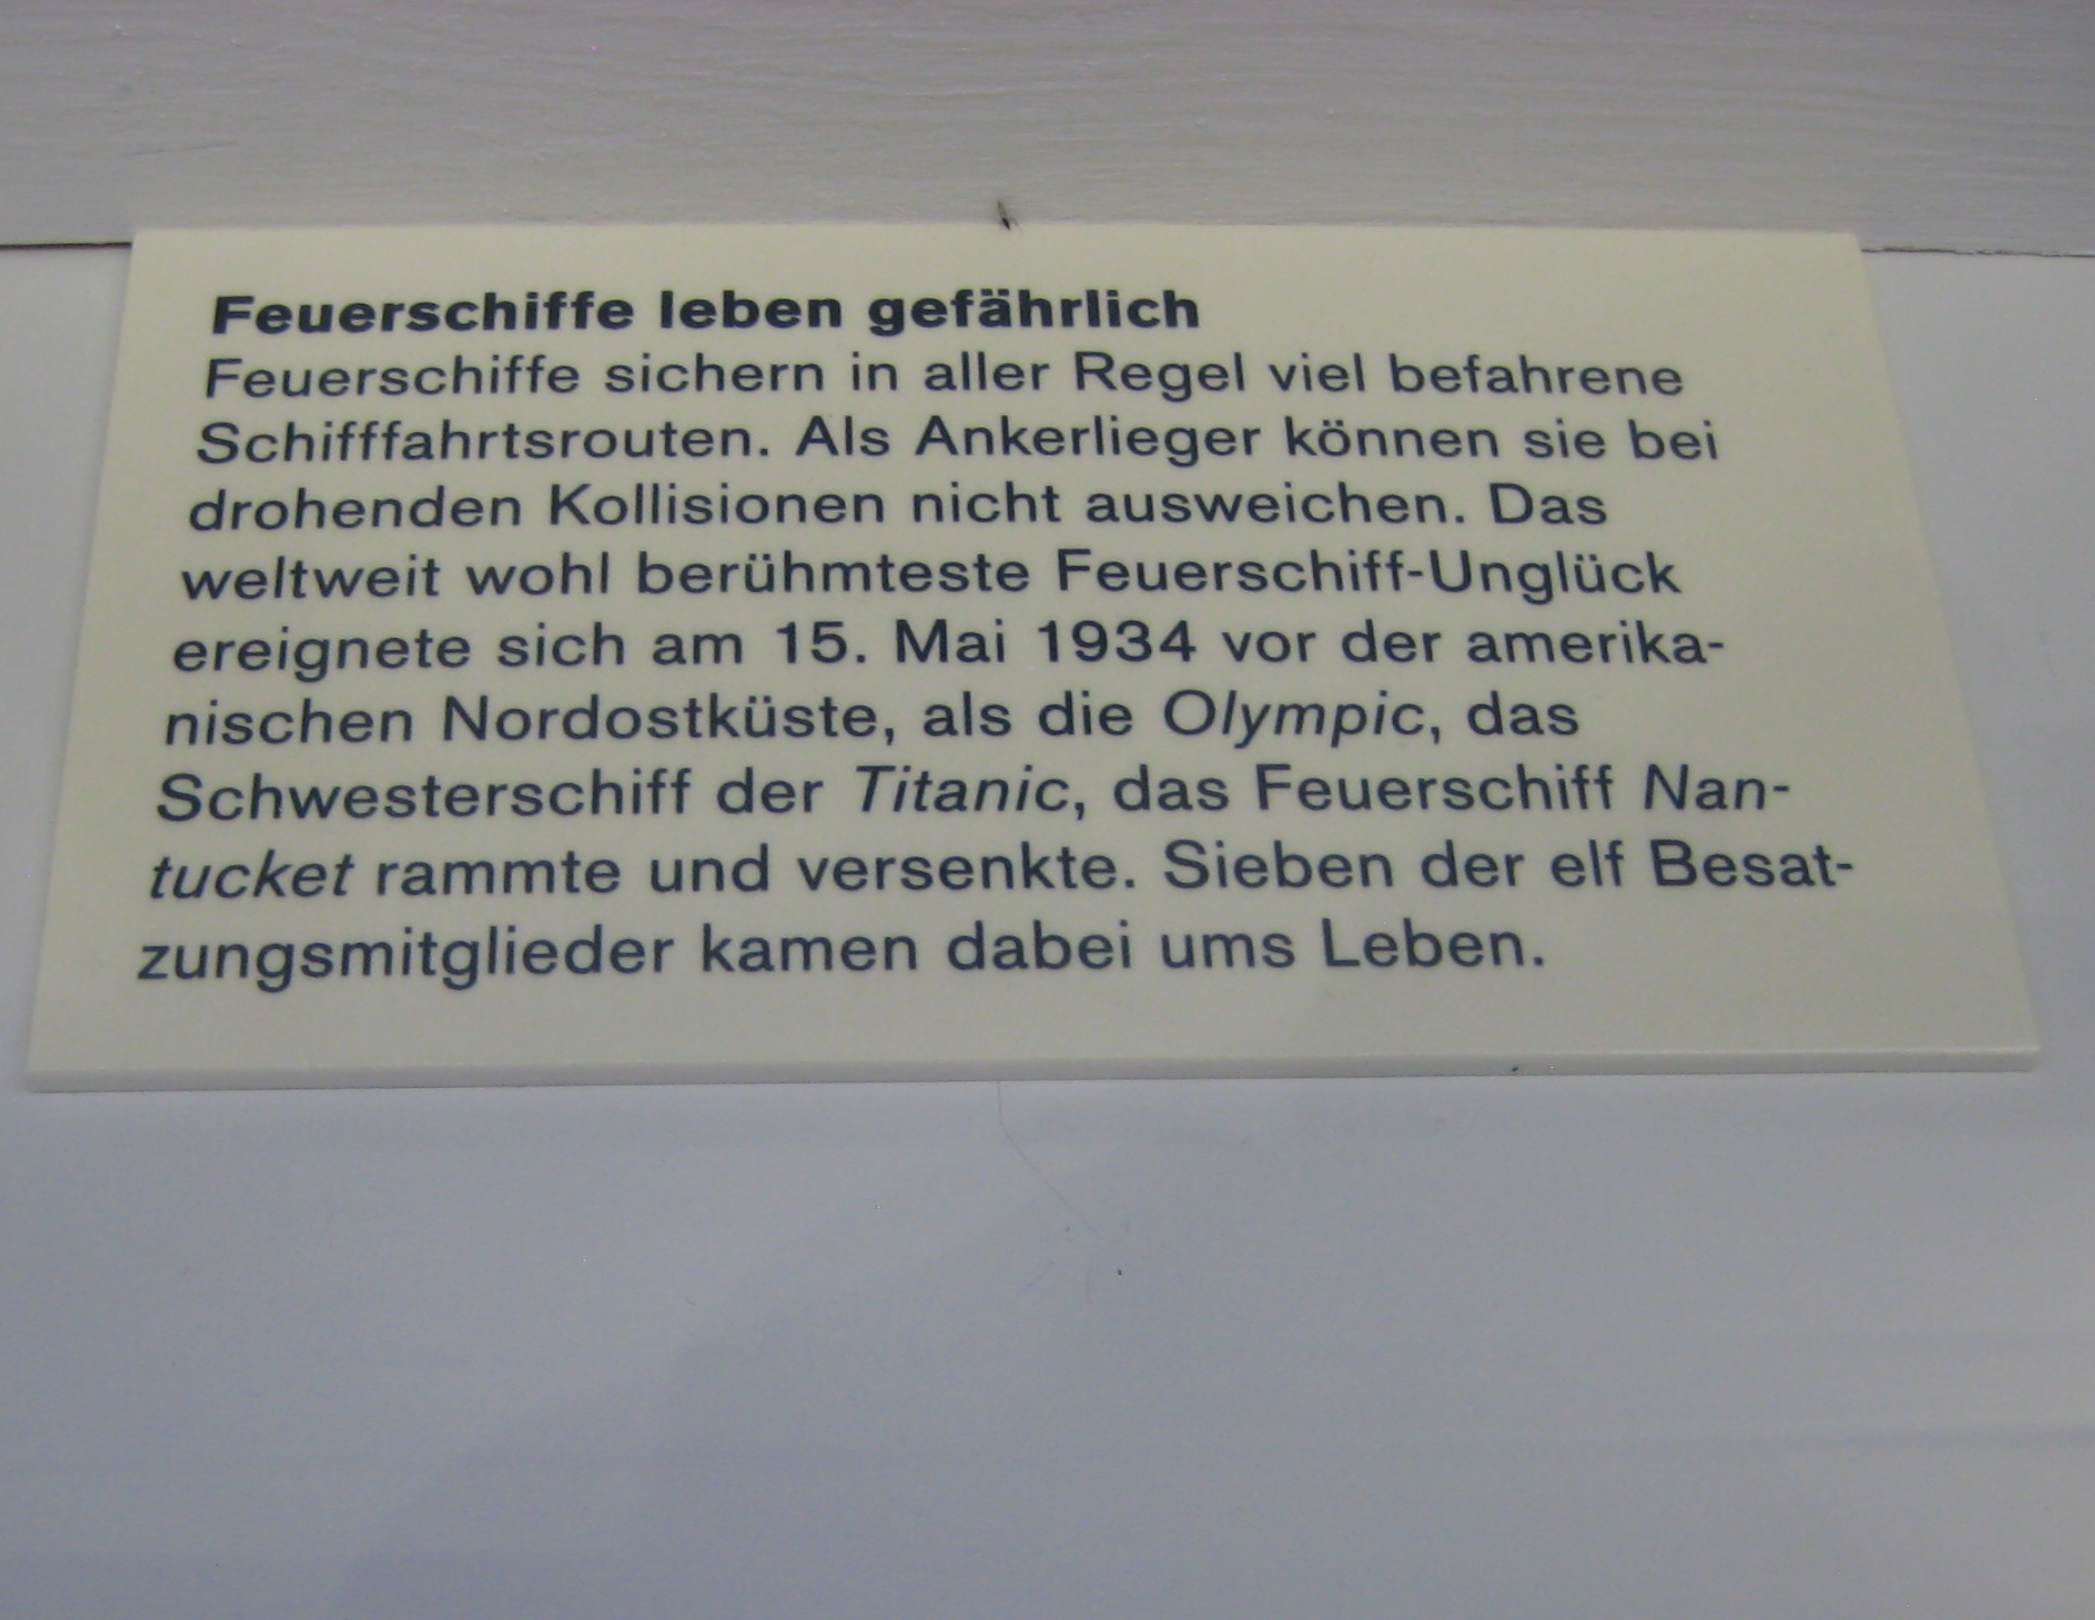 Feuerschiffe leben gefährlich
Feuerschiffe sichern in aller Regel viel befahrene
Schifffahrtsrouten. Als Ankerlieger können sie bei
drohenden Kollisionen nicht ausweichen. Das
weltweit wohl berühmteste Feuerschiff-Unglück
ereignete sich am 15. Mai 1934 vor der amerika-
nischen Nordostküste, als die Olympic, das
Schwesterschiff der Titanic, das Feuerschiff Nan-
tucket rammte und versenkte. Sieben der elf Besat-
zungsmitglieder kamen dabei ums Leben.